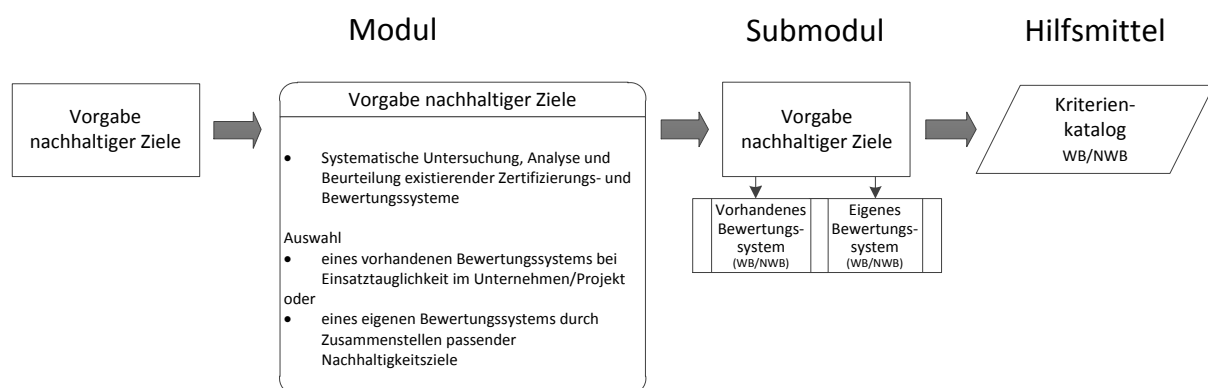 Modul
Submodul
Hilfsmittel
Vorgabe
nachhaltiger Ziele
Vorgabe nachhaltiger Ziele
• Systematische Untersuchung, Analyse und
Beurteilung existierender Zertifizierungs- und
Bewertungssysteme
Auswahl
• eines vorhandenen Bewertungssystems bei
Einsatztauglichkeit im Unternehmen/Projekt
oder
• eines eigenen Bewertungssystems durch
Zusammenstellen passender
Nachhaltigkeitsziele
Vorgabe
nachhaltiger Ziele
Vorhandenes
Bewertungs-
system
(WB/NWB)
Eigenes
Bewertungs-
system
(WB/NWB)
Kriterien-
katalog
WB/NWB